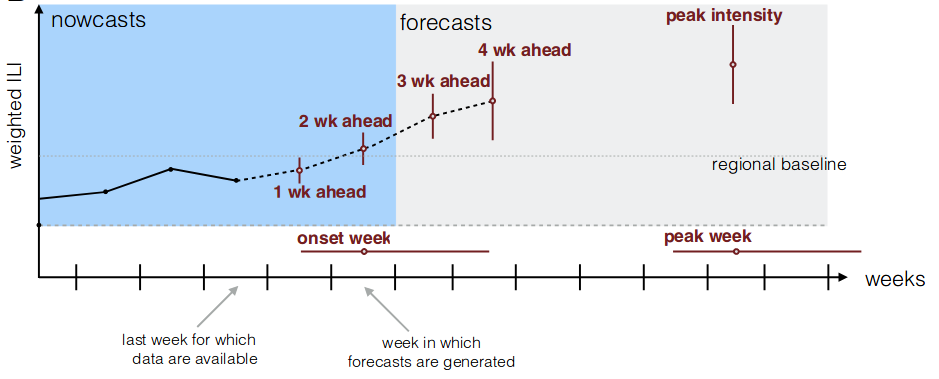 nowcasts
forecasts
peak intensity
4 wk ahead
3 wk ahead
2 wk ahead
weighted ILI
regional baseline
1 wk ahead
onset week
peak week
weeks
last week for which
data are available
week in which
forecasts are generated